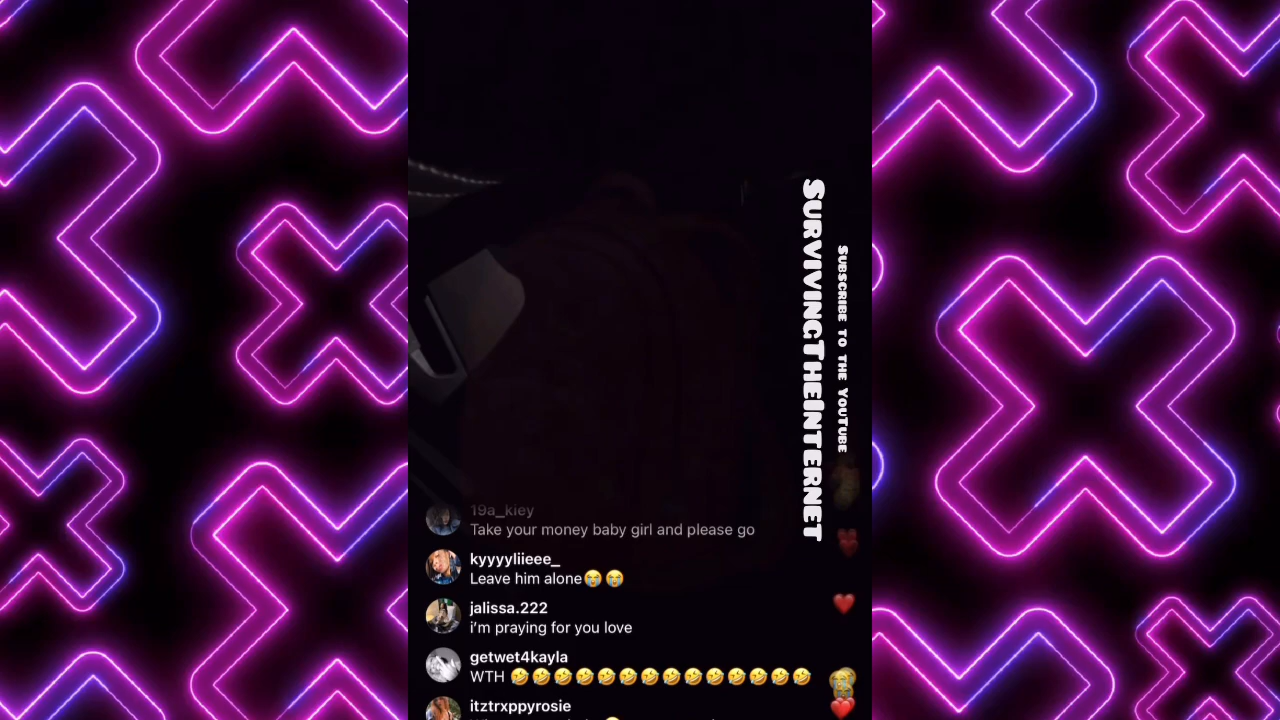 SurvivingTheInternet
Subscribe to the YouTube
19a_kiey
Take your money baby girl and please go
kyyyyliieee_
Leave him alone😭😭
jalissa.222
i'm praying for you love
getwet4kayla
WTH 🤣🤣🤣🤣🤣🤣🤣🤣🤣🤣🤣🤣🤣🤣
itztrxppyrosie